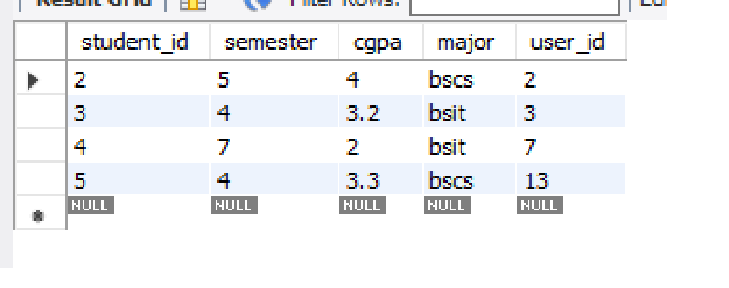 Result Grid Filter Rows:
student_id semester cgpa major user_id
2 5 4 bscs 2
3 4 3.2 bsit 3
4 7 2 bsit 7
5 4 3.3 bscs 13
NULL NULL NULL NULL NULL